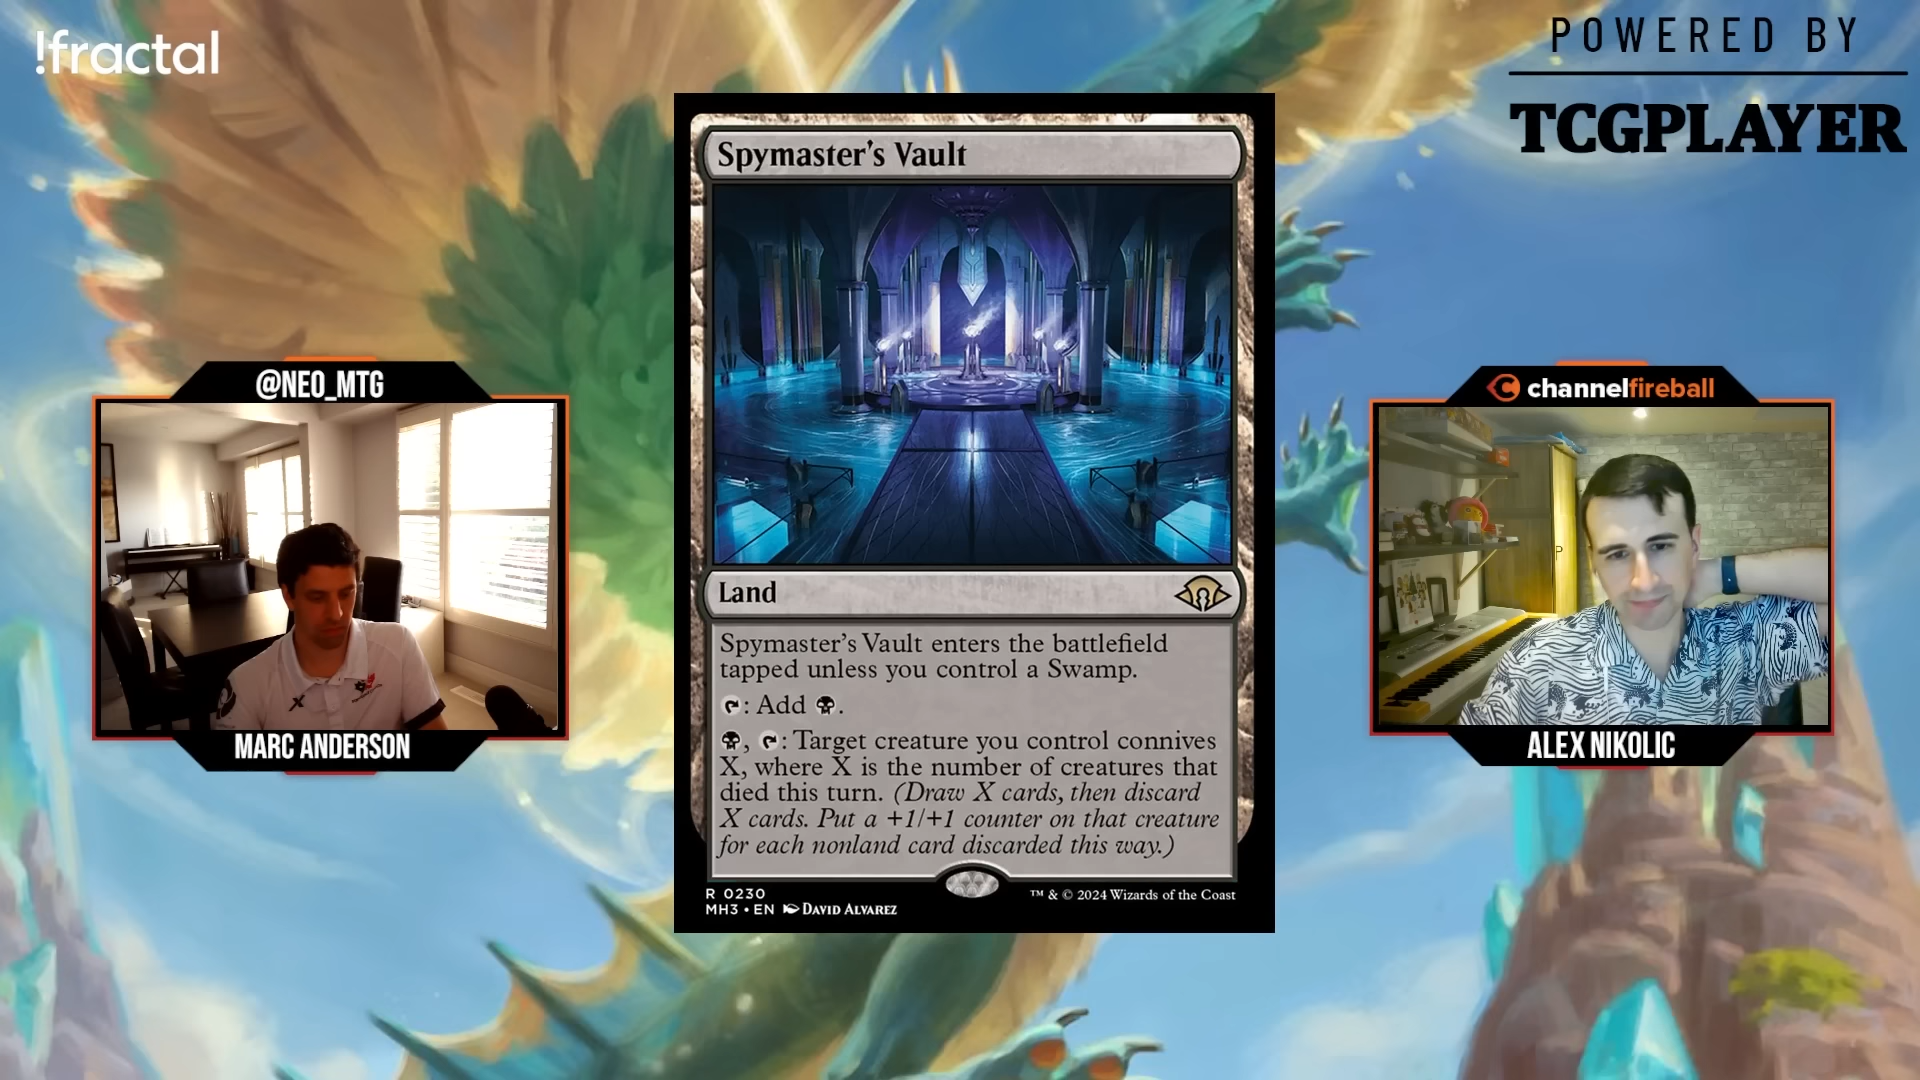 !fractal
POWERED BY
TCGPLAYER
Spymaster's Vault
Land
Spymaster's Vault enters the battlefield
tapped unless you control a Swamp.
: Add .
, : Target creature you control connives
X, where X is the number of creatures that
died this turn. (Draw X cards, then discard
X cards. Put a +1/+1 counter on that creature
for each nonland card discarded this way.)
R 0230
MH3 • EN DAVID ALVAREZ
™ & © 2024 Wizards of the Coast
@NEO_MTG
MARC ANDERSON
channelfireball
ALEX NIKOLIC